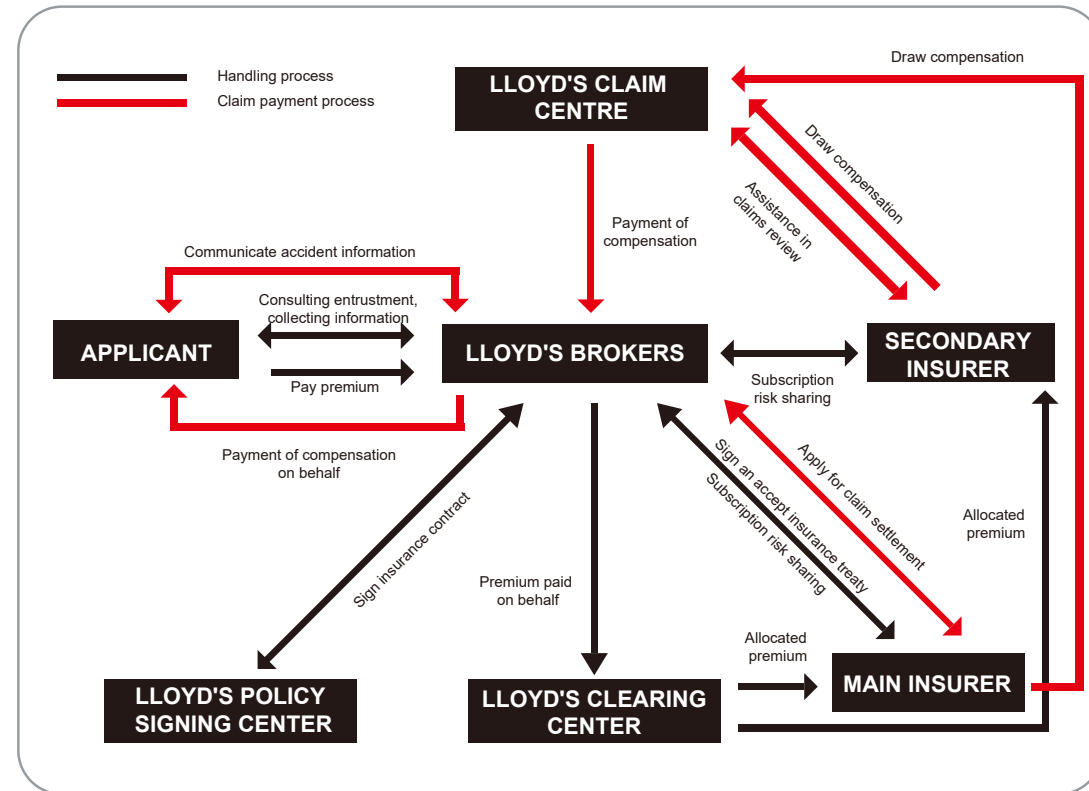 Handling process
Claim payment process
LLOYD'S CLAIM
CENTRE
Draw compensation
Draw compensation
Assistance in
claims review
Payment of
compensation
Communicate accident information
Consulting entrustment,
collecting information
APPLICANT
LLOYD'S BROKERS
SECONDARY
INSURER
Pay premium
Subscription
risk sharing
Payment of compensation
on behalf
Sign insurance contract
Premium paid
on behalf
Sign an accept insurance treaty
Subscription risk sharing
Apply for claim settlement
Allocated
premium
Allocated
premium
LLOYD'S POLICY
SIGNING CENTER
LLOYD'S CLEARING
CENTER
MAIN INSURER